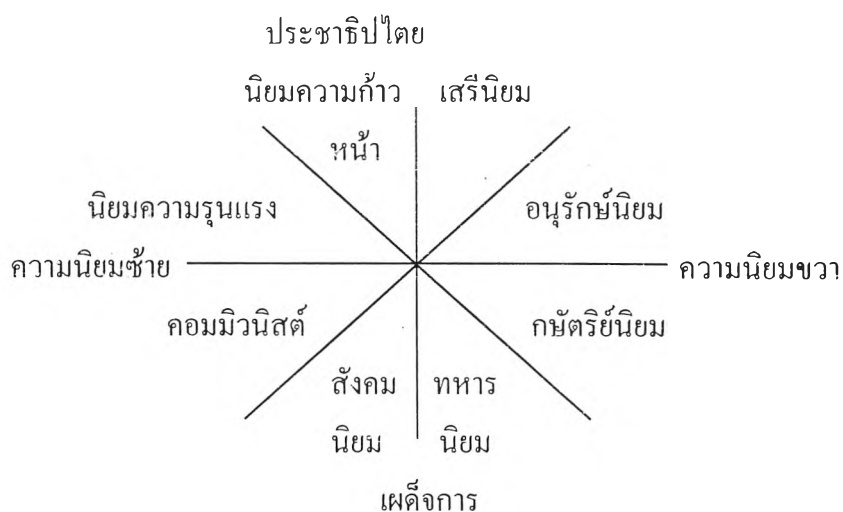 ประชาธิปไตย
นิยมความก้าว เสรีนิยม
หน้า
นิยมความรุนแรง อนุรักษ์นิยม
ความนิยมซ้าย ความนิยมขวา
คอมมิวนิสต์ กษัตริย์นิยม
สังคม ทหาร
นิยม นิยม
เผด็จการ